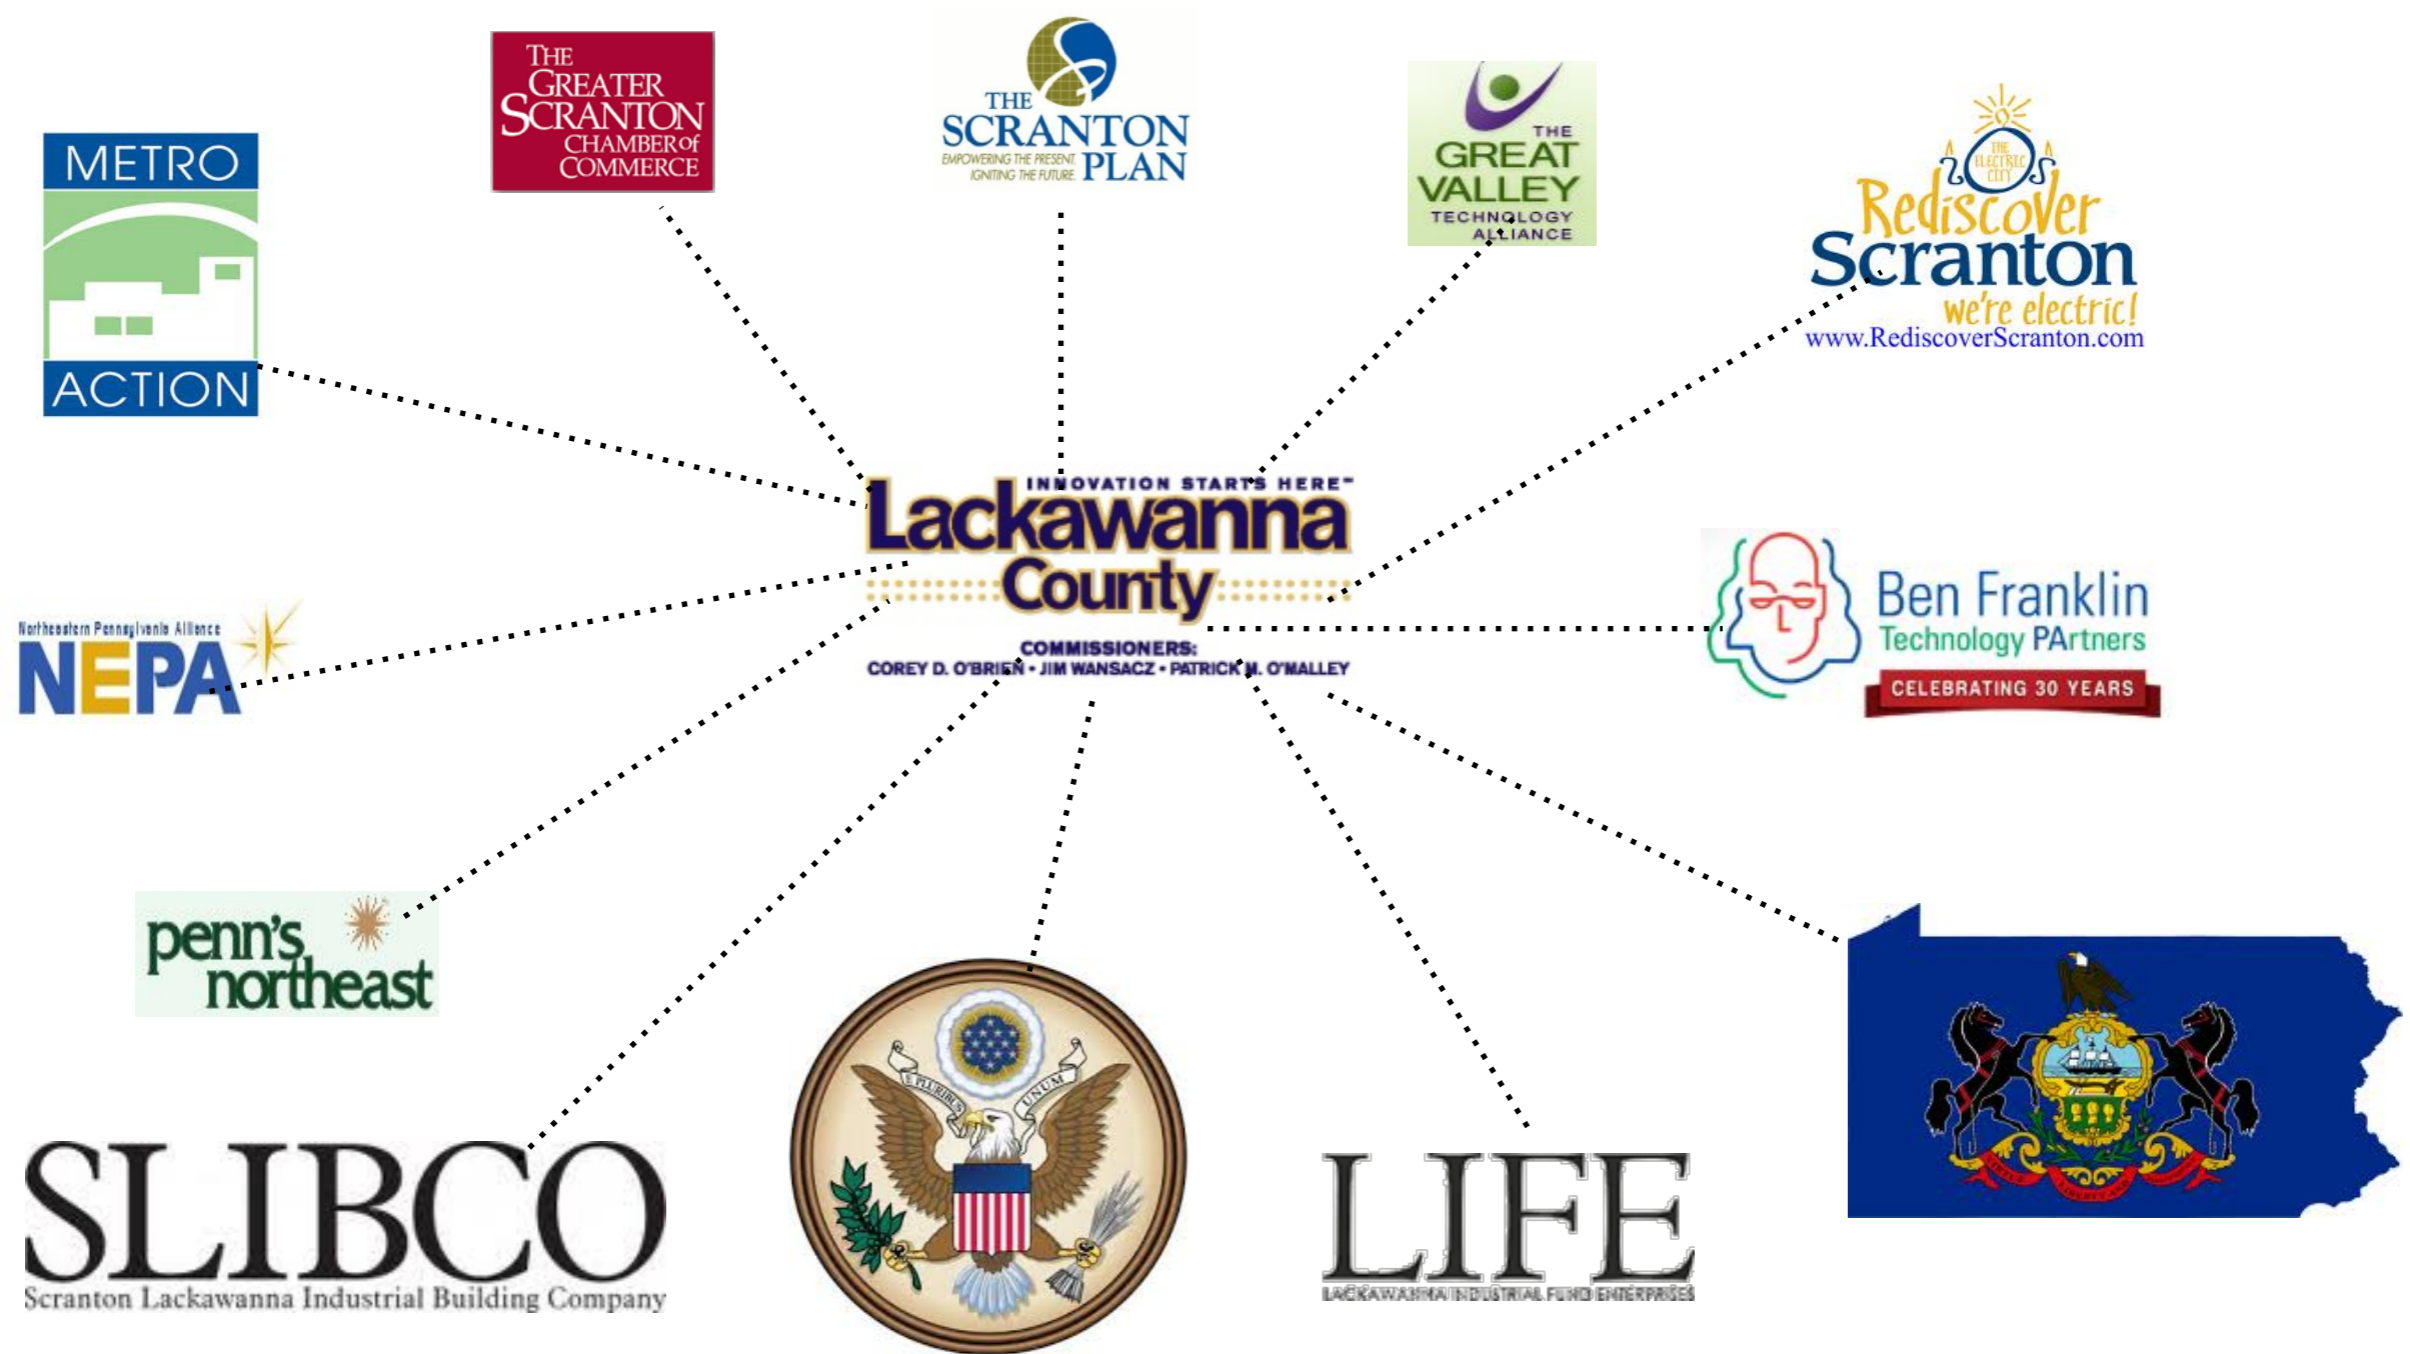 THE
GREATER
SCRANTON
CHAMBER of
COMMERCE
THE
SCRANTON
EMPOWERING THE PRESENT.
IGNITING THE FUTURE.
PLAN
THE
GREAT
VALLEY
TECHNOLOGY
ALLIANCE
THE
ELECTRIC
CITY
Rediscover
Scranton
we're electric!
www.RediscoverScranton.com
METRO
ACTION
INNOVATION STARTS HERE™
Lackawanna
County
COMMISSIONERS:
COREY D. O'BRIEN • JIM WANSACZ • PATRICK M. O'MALLEY
Northeastern Pennsylvania Alliance
NEPA
Ben Franklin
Technology PArtners
CELEBRATING 30 YEARS
penn's
northeast
SLIBCO
Scranton Lackawanna Industrial Building Company
E PLURIBUS UNUM
LIFE
LACKAWANNA INDUSTRIAL FUND ENTERPRISES
LIBERTY AND